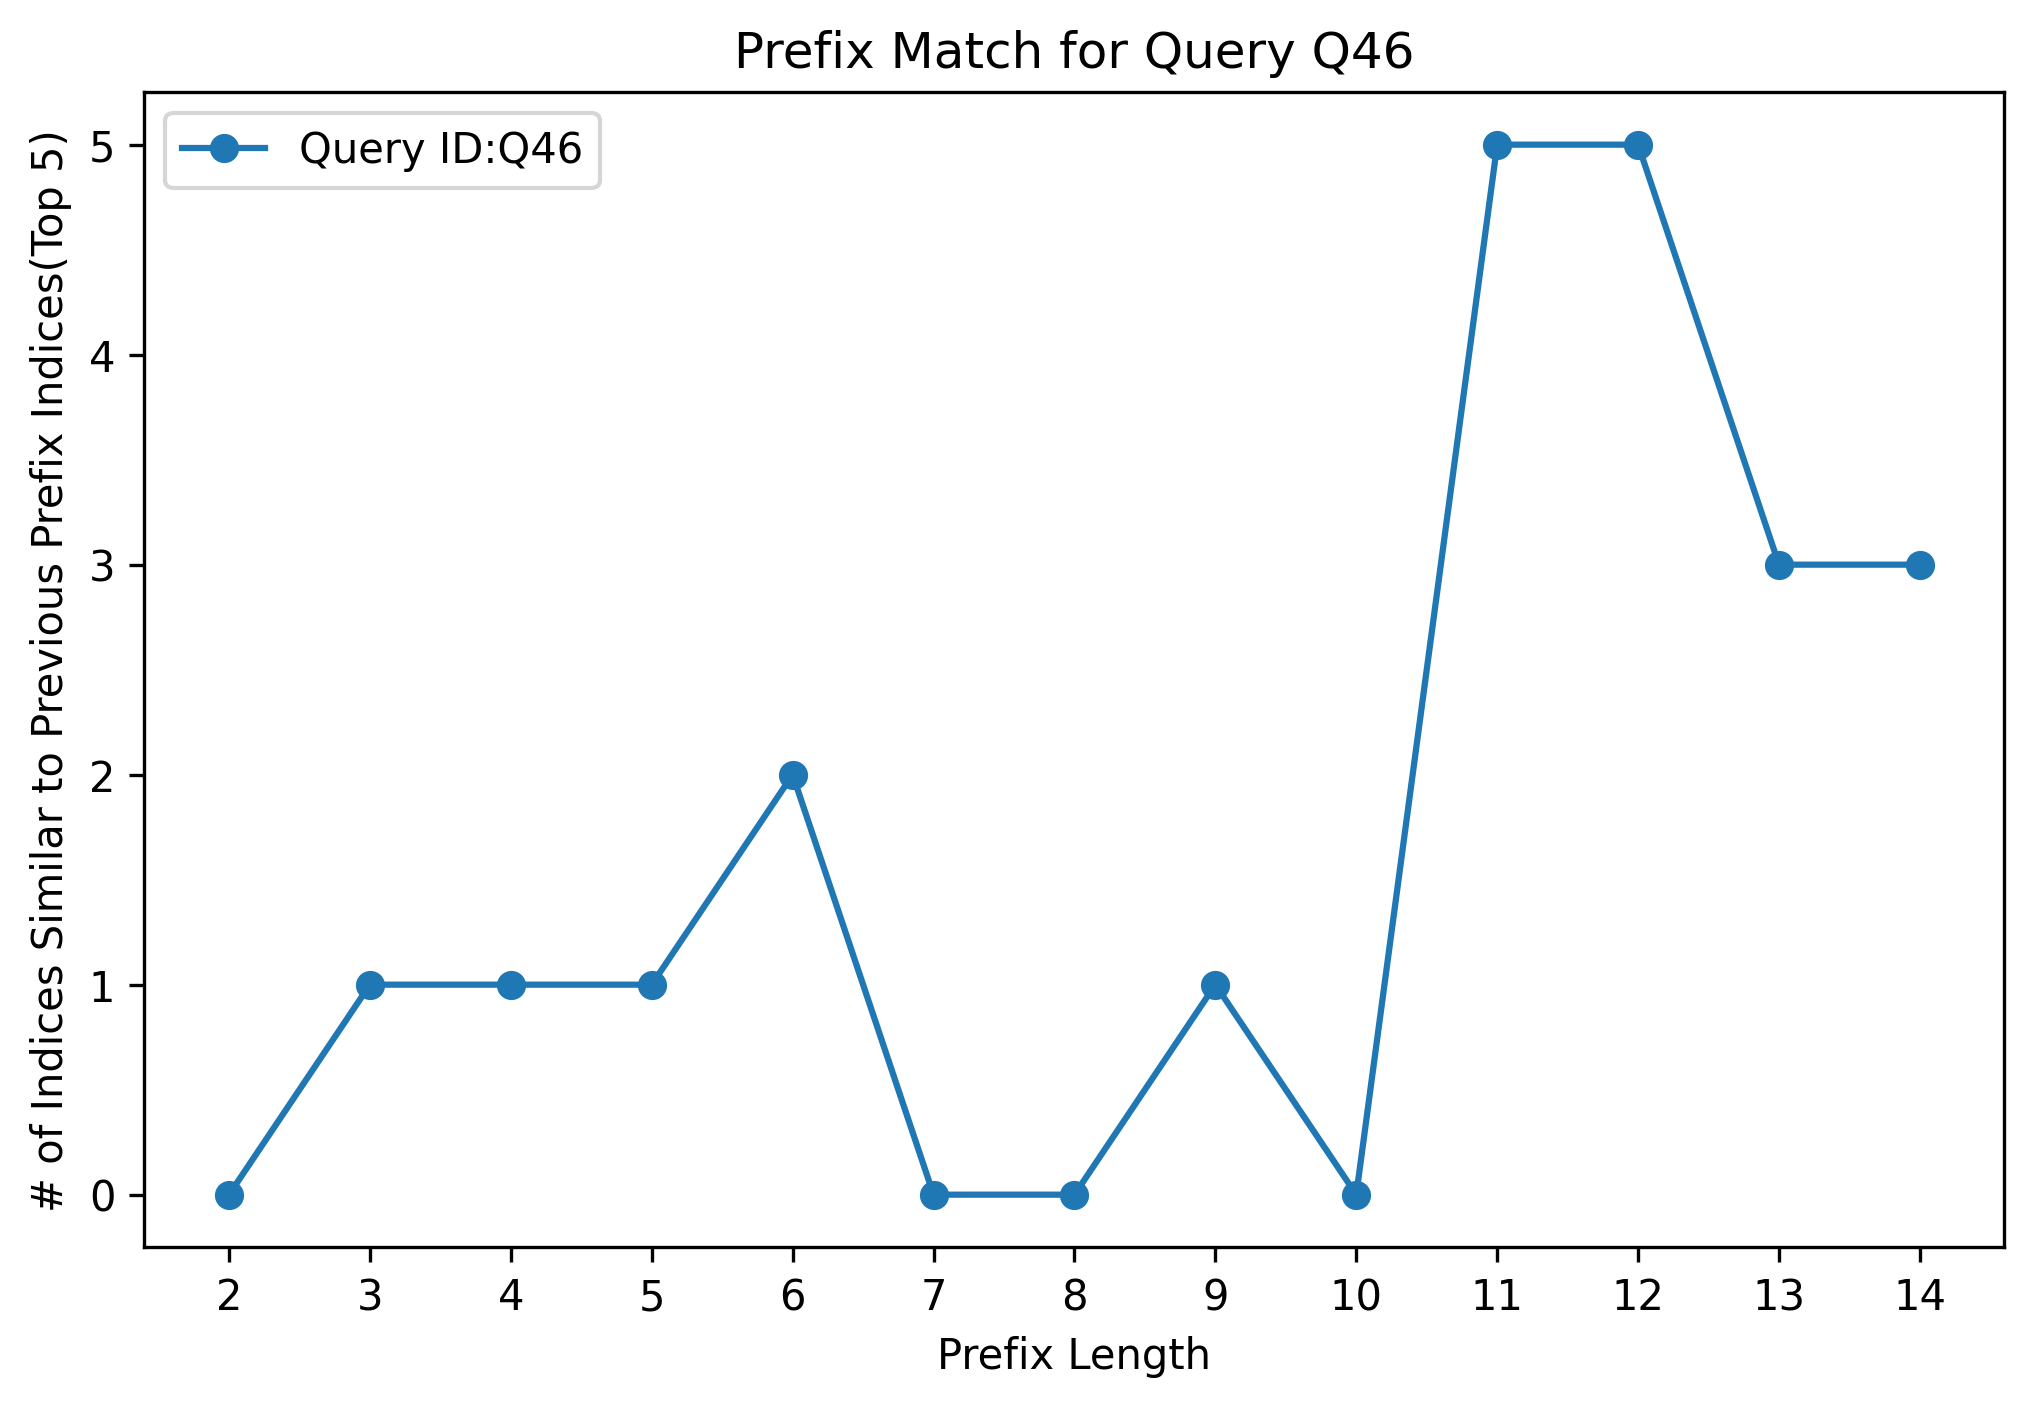 Prefix Match for Query Q46
Query ID:Q46
# of Indices Similar to Previous Prefix Indices(Top 5)
5
4
3
2
1
0
2 3 4 5 6 7 8 9 10 11 12 13 14
Prefix Length